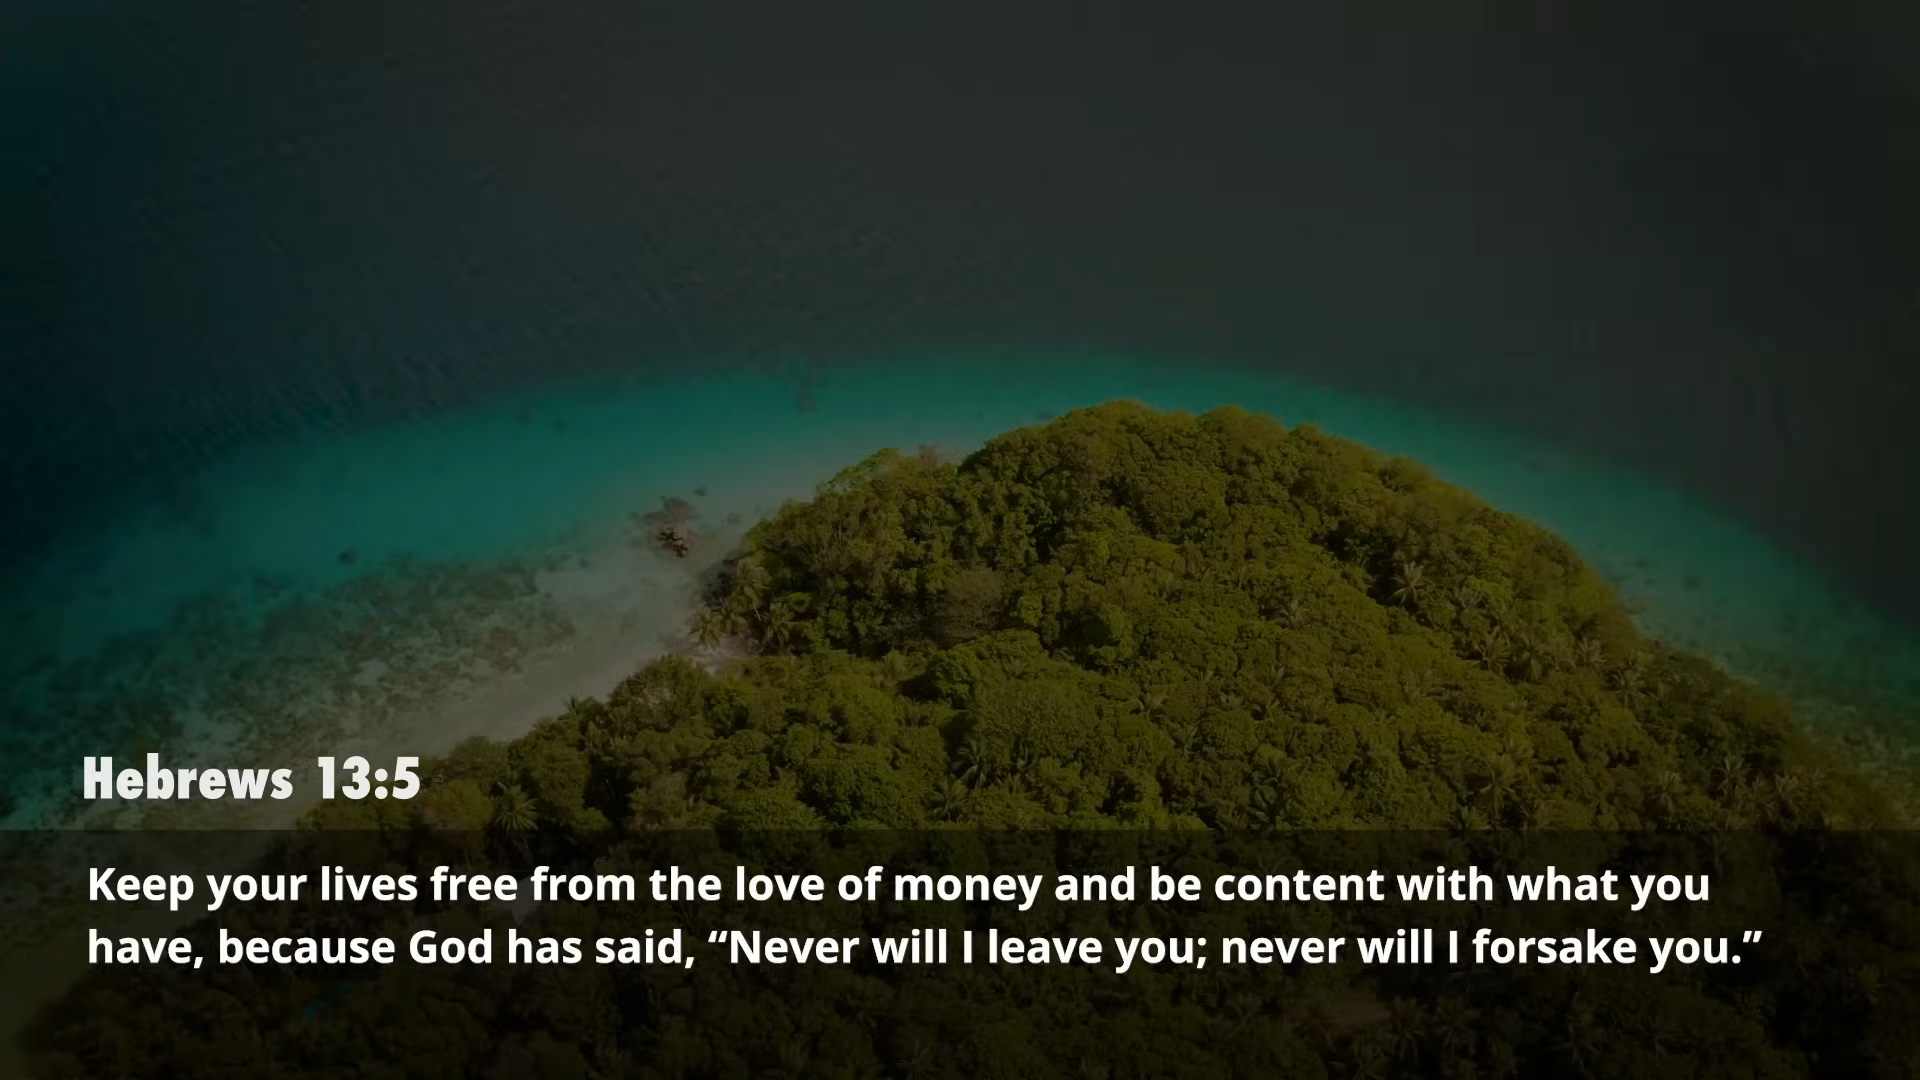 Hebrews 13:5
Keep your lives free from the love of money and be content with what you
have, because God has said, “Never will I leave you; never will I forsake you.”